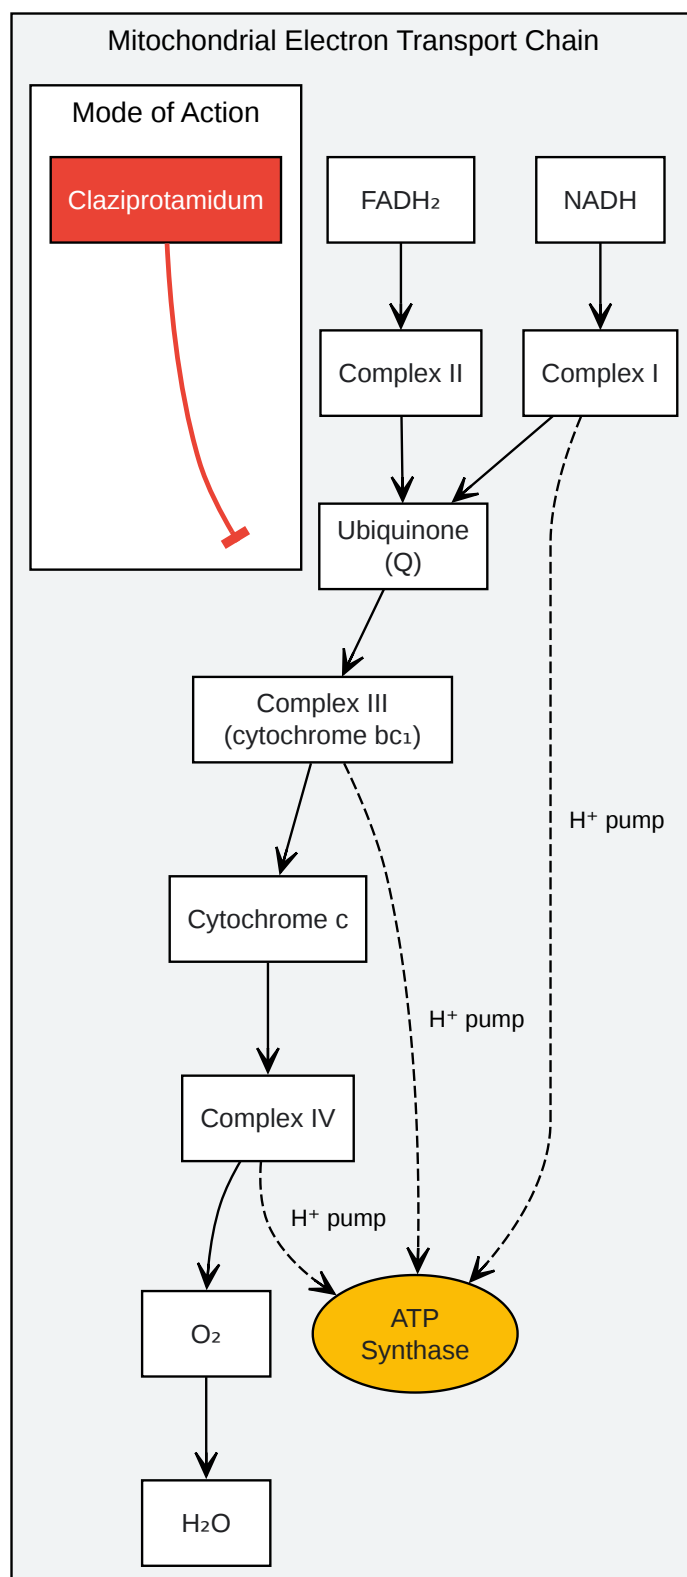 Mitochondrial Electron Transport Chain
Mode of Action
Claziprotamidum
FADH₂
NADH
Complex II
Complex I
Ubiquinone
(Q)
Complex III
(cytochrome bc₁)
H⁺ pump
Cytochrome c
H⁺ pump
Complex IV
H⁺ pump
O₂
ATP
Synthase
H₂O